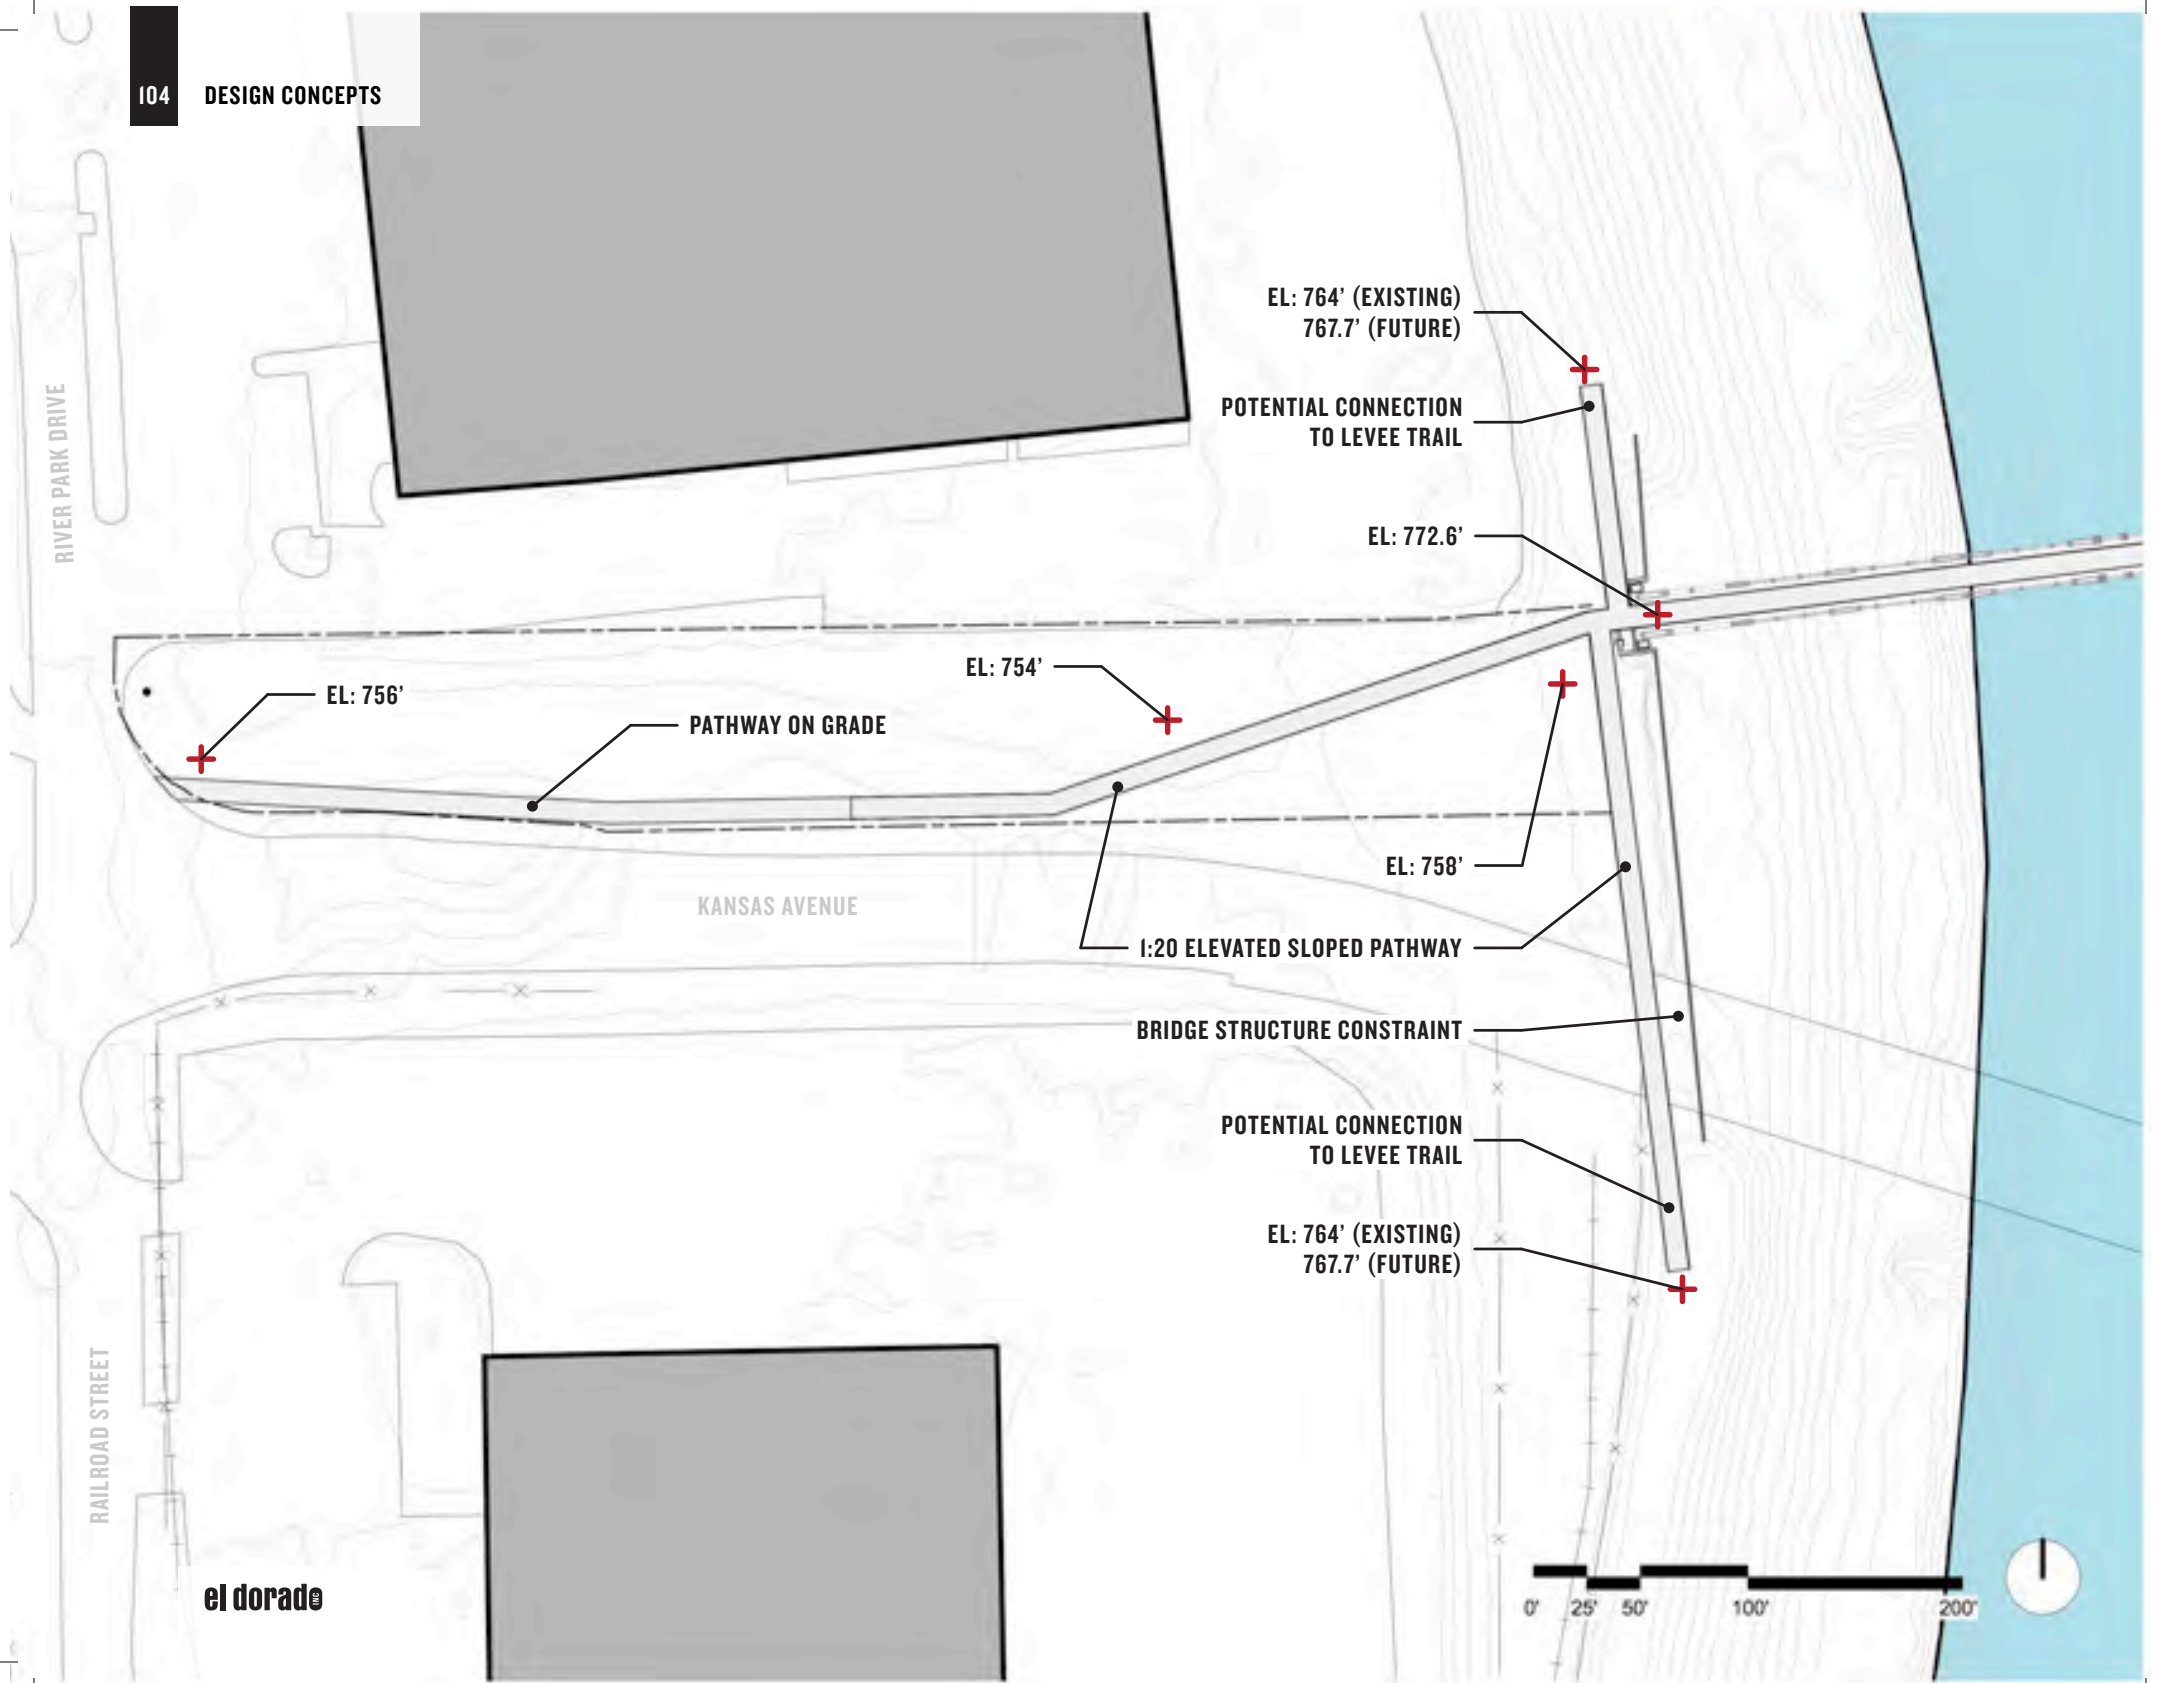 104
DESIGN CONCEPTS
RIVER PARK DRIVE
EL: 764’ (EXISTING)
767.7’ (FUTURE)
POTENTIAL CONNECTION
TO LEVEE TRAIL
EL: 772.6’
EL: 754’
EL: 756’
PATHWAY ON GRADE
EL: 758’
KANSAS AVENUE
1:20 ELEVATED SLOPED PATHWAY
BRIDGE STRUCTURE CONSTRAINT
POTENTIAL CONNECTION
TO LEVEE TRAIL
EL: 764’ (EXISTING)
767.7’ (FUTURE)
RAILROAD STREET
el dorado INC
0' 25' 50' 100' 200'